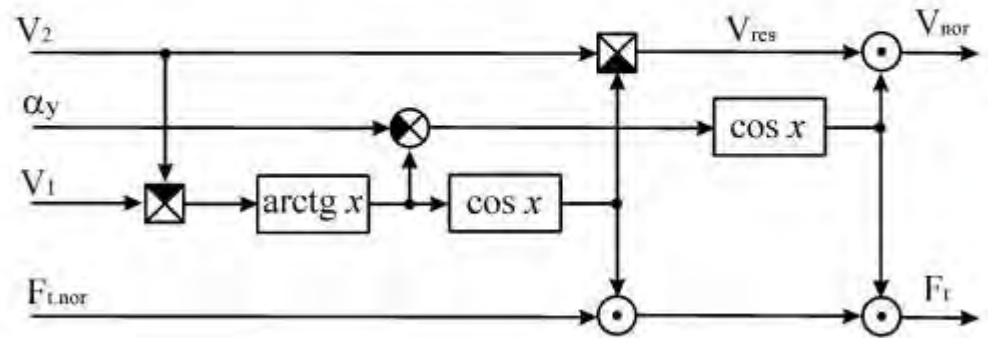 V₂ Vres Vnor
αy cos x
V₁ arctg x cos x
Ft.nor Ft